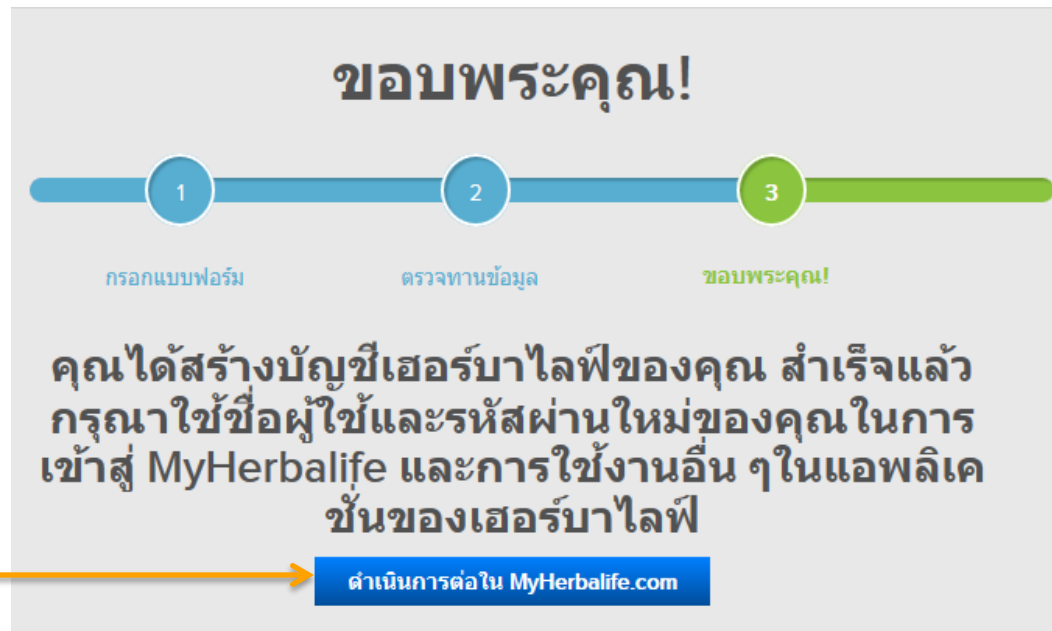 ขอบพระคุณ!
1
2
3
กรอกแบบฟอร์ม
ตรวจทานข้อมูล
ขอบพระคุณ!
คุณได้สร้างบัญชีเฮอร์บาไลฟ์ของคุณ สำเร็จแล้ว
กรุณาใช้ชื่อผู้ใช้และรหัสผ่านใหม่ของคุณในการ
เข้าสู่ MyHerbalife และการใช้งานอื่น ๆในแอพลิเค
ชั่นของเฮอร์บาไลฟ์
ดำเนินการต่อใน MyHerbalife.com